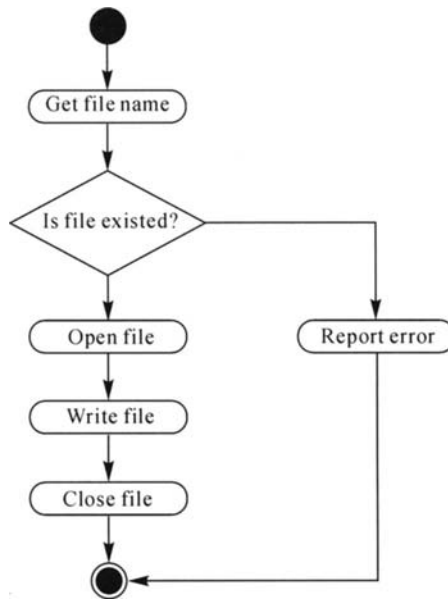 Get file name
Is file existed?
Open file
Report error
Write file
Close file